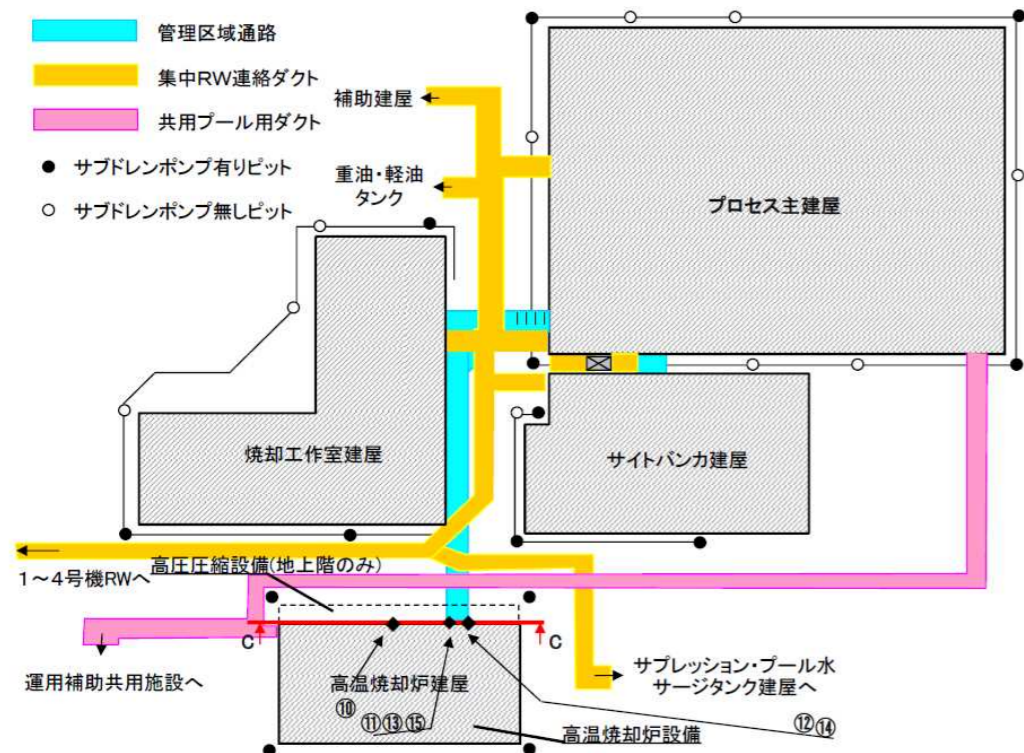 管理区域通路
集中RW連絡ダクト
共用プール用ダクト
サブドレンポンプ有りピット
サブドレンポンプ無しピット
補助建屋
重油・軽油
タンク
プロセス主建屋
焼却工作室建屋
サイトバンカ建屋
1～4号機RWへ
高圧圧縮設備(地上階のみ)
C
C
運用補助共用施設へ
高温焼却炉建屋
⑩
⑪⑬⑮
サプレッション・プール水
サージタンク建屋へ
⑫⑭
高温焼却炉設備